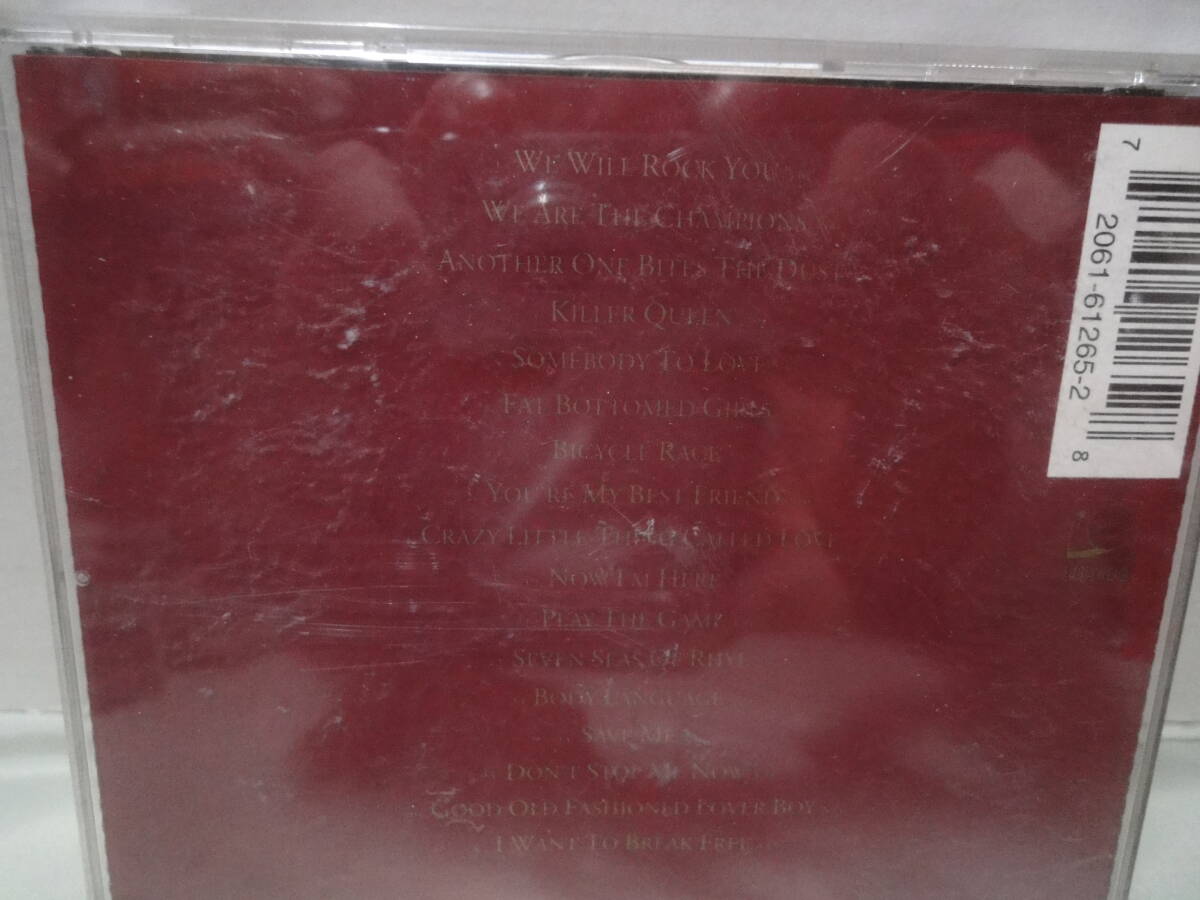 We Will Rock You
We Are The Champions
Another One Bites The Dust
Killer Queen
Somebody To Love
Fat Bottomed Girls
Bicycle Race
You're My Best Friend
Crazy Little Thing Called Love
Now I'm Here
Play The Game
Seven Seas Of Rhye
Body Language
Save Me
Don't Stop Me Now
Good Old Fashioned Lover Boy
I Want To Break Free
7 2061-61265-2 8